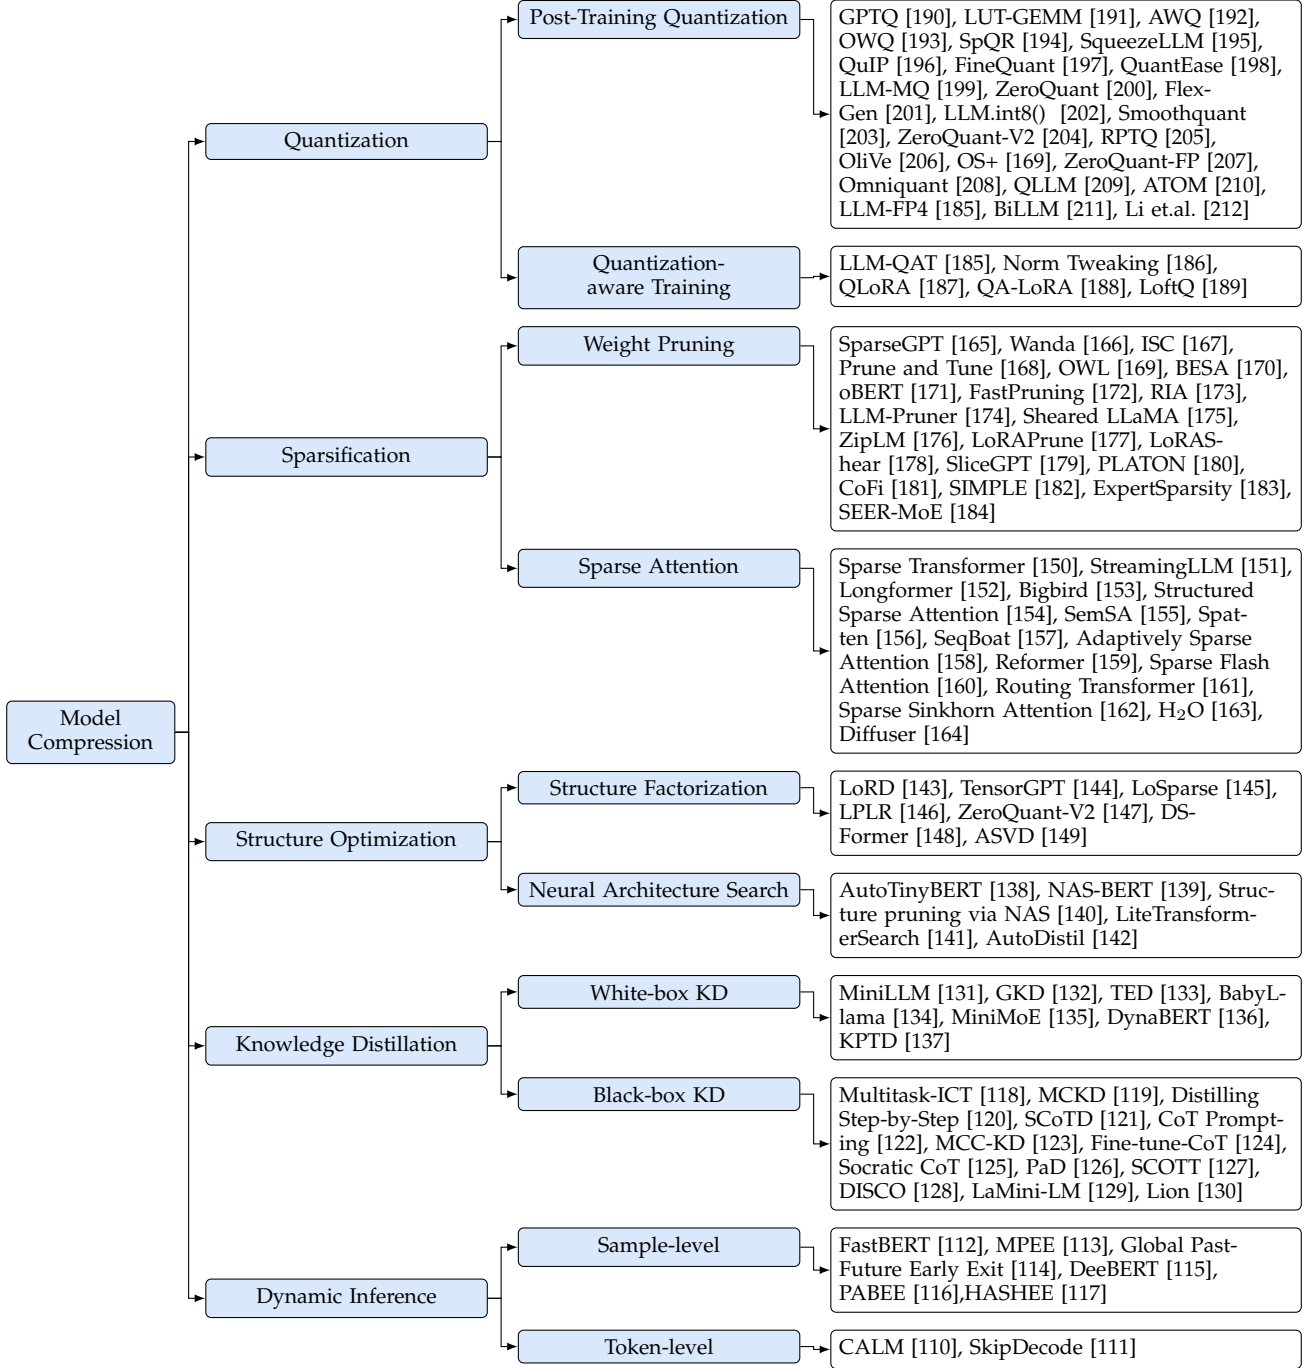 Post-Training Quantization
GPTQ [190], LUT-GEMM [191], AWQ [192],
OWQ [193], SpQR [194], SqueezeLLM [195],
QuIP [196], FineQuant [197], QuantEase [198],
LLM-MQ [199], ZeroQuant [200], Flex-
Gen [201], LLM.int8() [202], Smoothquant
[203], ZeroQuant-V2 [204], RPTQ [205],
OliVe [206], OS+ [169], ZeroQuant-FP [207],
Omniquant [208], QLLM [209], ATOM [210],
LLM-FP4 [185], BiLLM [211], Li et.al. [212]
Quantization
Quantization-
aware Training
LLM-QAT [185], Norm Tweaking [186],
QLoRA [187], QA-LoRA [188], LoftQ [189]
Weight Pruning
SparseGPT [165], Wanda [166], ISC [167],
Prune and Tune [168], OWL [169], BESA [170],
oBERT [171], FastPruning [172], RIA [173],
LLM-Pruner [174], Sheared LLaMA [175],
ZipLM [176], LoRAPrune [177], LoRAS-
hear [178], SliceGPT [179], PLATON [180],
CoFi [181], SIMPLE [182], ExpertSparsity [183],
SEER-MoE [184]
Sparsification
Sparse Attention
Sparse Transformer [150], StreamingLLM [151],
Longformer [152], Bigbird [153], Structured
Sparse Attention [154], SemSA [155], Spat-
ten [156], SeqBoat [157], Adaptively Sparse
Attention [158], Reformer [159], Sparse Flash
Attention [160], Routing Transformer [161],
Sparse Sinkhorn Attention [162], H₂O [163],
Diffuser [164]
Model
Compression
Structure Factorization
LoRD [143], TensorGPT [144], LoSparse [145],
LPLR [146], ZeroQuant-V2 [147], DS-
Former [148], ASVD [149]
Structure Optimization
Neural Architecture Search
AutoTinyBERT [138], NAS-BERT [139], Struc-
ture pruning via NAS [140], LiteTransform-
erSearch [141], AutoDistil [142]
White-box KD
MiniLLM [131], GKD [132], TED [133], BabyL-
lama [134], MiniMoE [135], DynaBERT [136],
KPTD [137]
Knowledge Distillation
Black-box KD
Multitask-ICT [118], MCKD [119], Distilling
Step-by-Step [120], SCoTD [121], CoT Prompt-
ing [122], MCC-KD [123], Fine-tune-CoT [124],
Socratic CoT [125], PaD [126], SCOTT [127],
DISCO [128], LaMini-LM [129], Lion [130]
Sample-level
FastBERT [112], MPEE [113], Global Past-
Future Early Exit [114], DeeBERT [115],
PABEE [116],HASHEE [117]
Dynamic Inference
Token-level
CALM [110], SkipDecode [111]